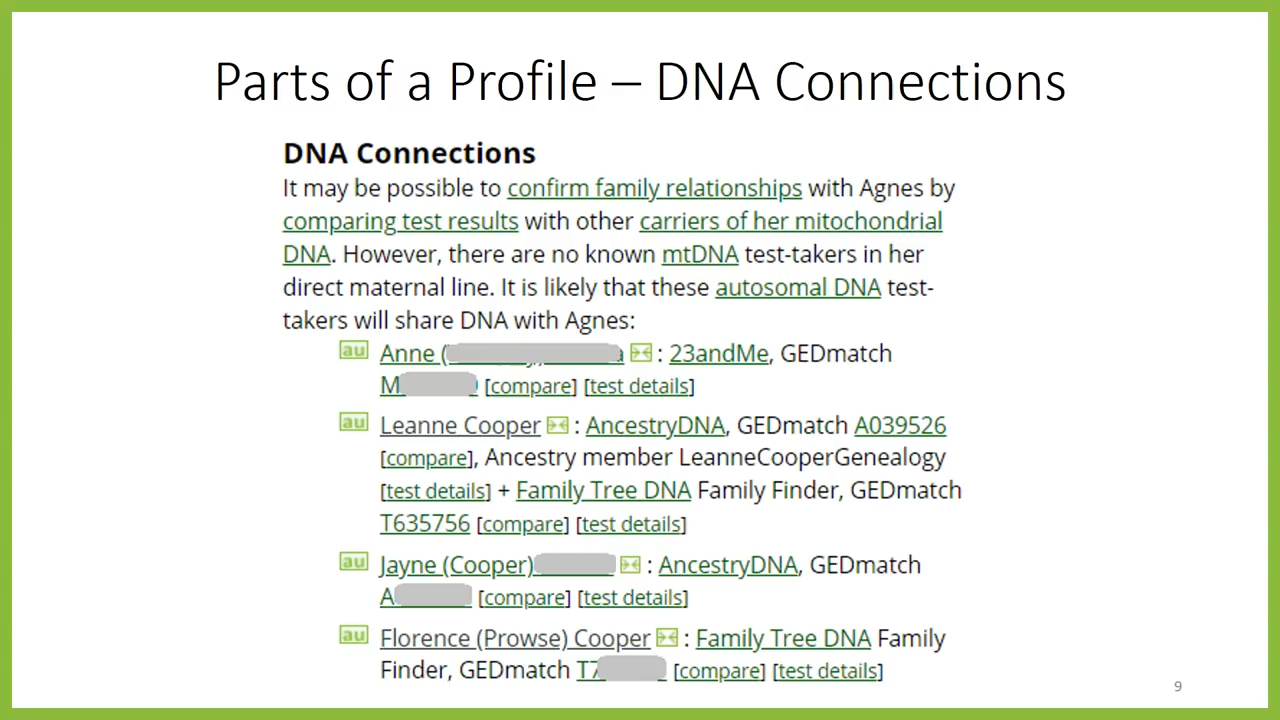 Parts of a Profile – DNA Connections
DNA Connections
It may be possible to confirm family relationships with Agnes by
comparing test results with other carriers of her mitochondrial
DNA. However, there are no known mtDNA test-takers in her
direct maternal line. It is likely that these autosomal DNA test-
takers will share DNA with Agnes:
au Anne ( : 23andMe, GEDmatch
M [compare] [test details]
au Leanne Cooper : AncestryDNA, GEDmatch A039526
[compare], Ancestry member LeanneCooperGenealogy
[test details] + Family Tree DNA Family Finder, GEDmatch
T635756 [compare] [test details]
au Jayne (Cooper) : AncestryDNA, GEDmatch
A [compare] [test details]
au Florence (Prowse) Cooper : Family Tree DNA Family
Finder, GEDmatch T7 [compare] [test details]
9